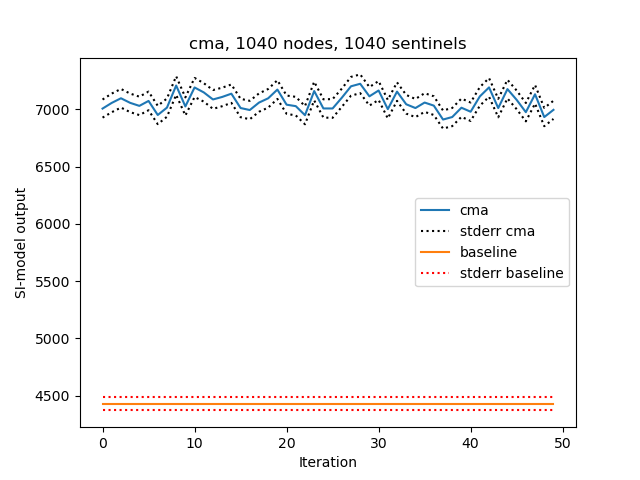 cma, 1040 nodes, 1040 sentinels
7000
6500
6000
5500
5000
4500
SI-model output
cma
stderr cma
baseline
stderr baseline
0 10 20 30 40 50
Iteration